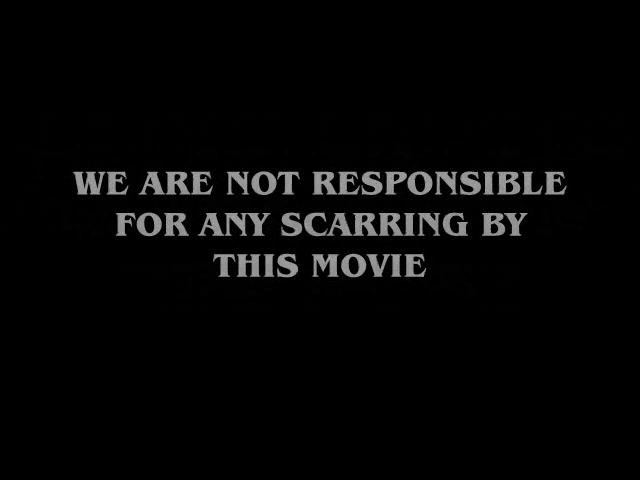 WE ARE NOT RESPONSIBLE
FOR ANY SCARRING BY
THIS MOVIE